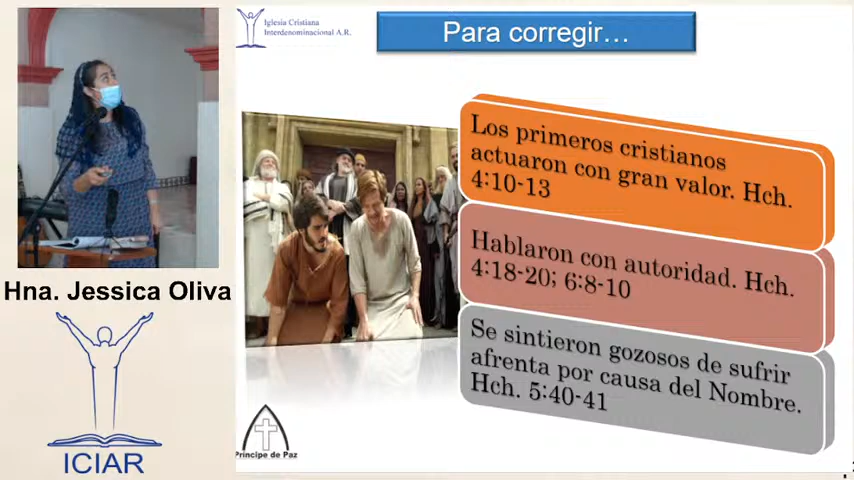 Iglesia Cristiana
Interdenominacional A.R.
Para corregir...
Los primeros cristianos
actuaron con gran valor. Hch.
4:10-13
Hablaron con autoridad. Hch.
4:18-20; 6:8-10
Se sintieron gozosos de sufrir
afrenta por causa del Nombre.
Hch. 5:40-41
Hna. Jessica Oliva
ICIAR
Príncipe de Paz